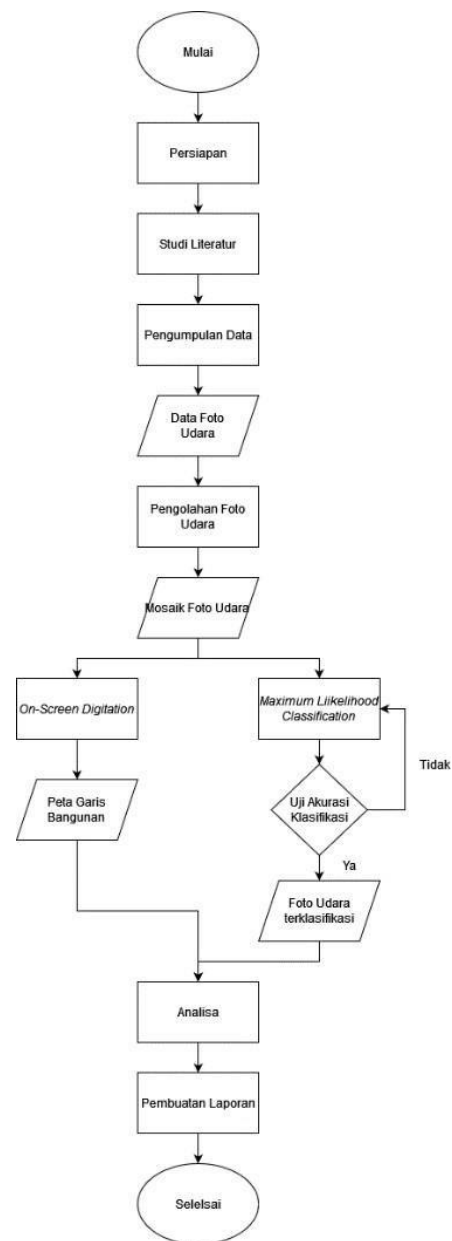 Mulai
Persiapan
Studi Literatur
Pengumpulan Data
Data Foto
Udara
Pengolahan Foto
Udara
Mosaik Foto Udara
On-Screen Digitation
Maximum Liikelihood
Classification
Tidak
Peta Garis
Bangunan
Uji Akurasi
Klasifikasi
Ya
Foto Udara
terklasifikasi
Analisa
Pembuatan Laporan
Selelsai